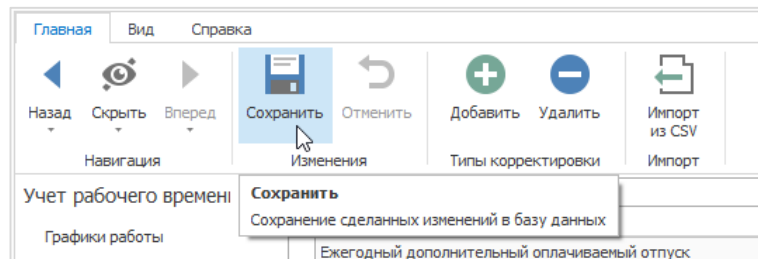 Главная Вид Справка
Назад Скрыть Вперед Сохранить Отменить Добавить Удалить Импорт из CSV
Навигация Изменения Типы корректировки Импорт
Учет рабочего времени
Сохранить
Сохранение сделанных изменений в базу данных
Графики работы
Ежегодный дополнительный оплачиваемый отпуск